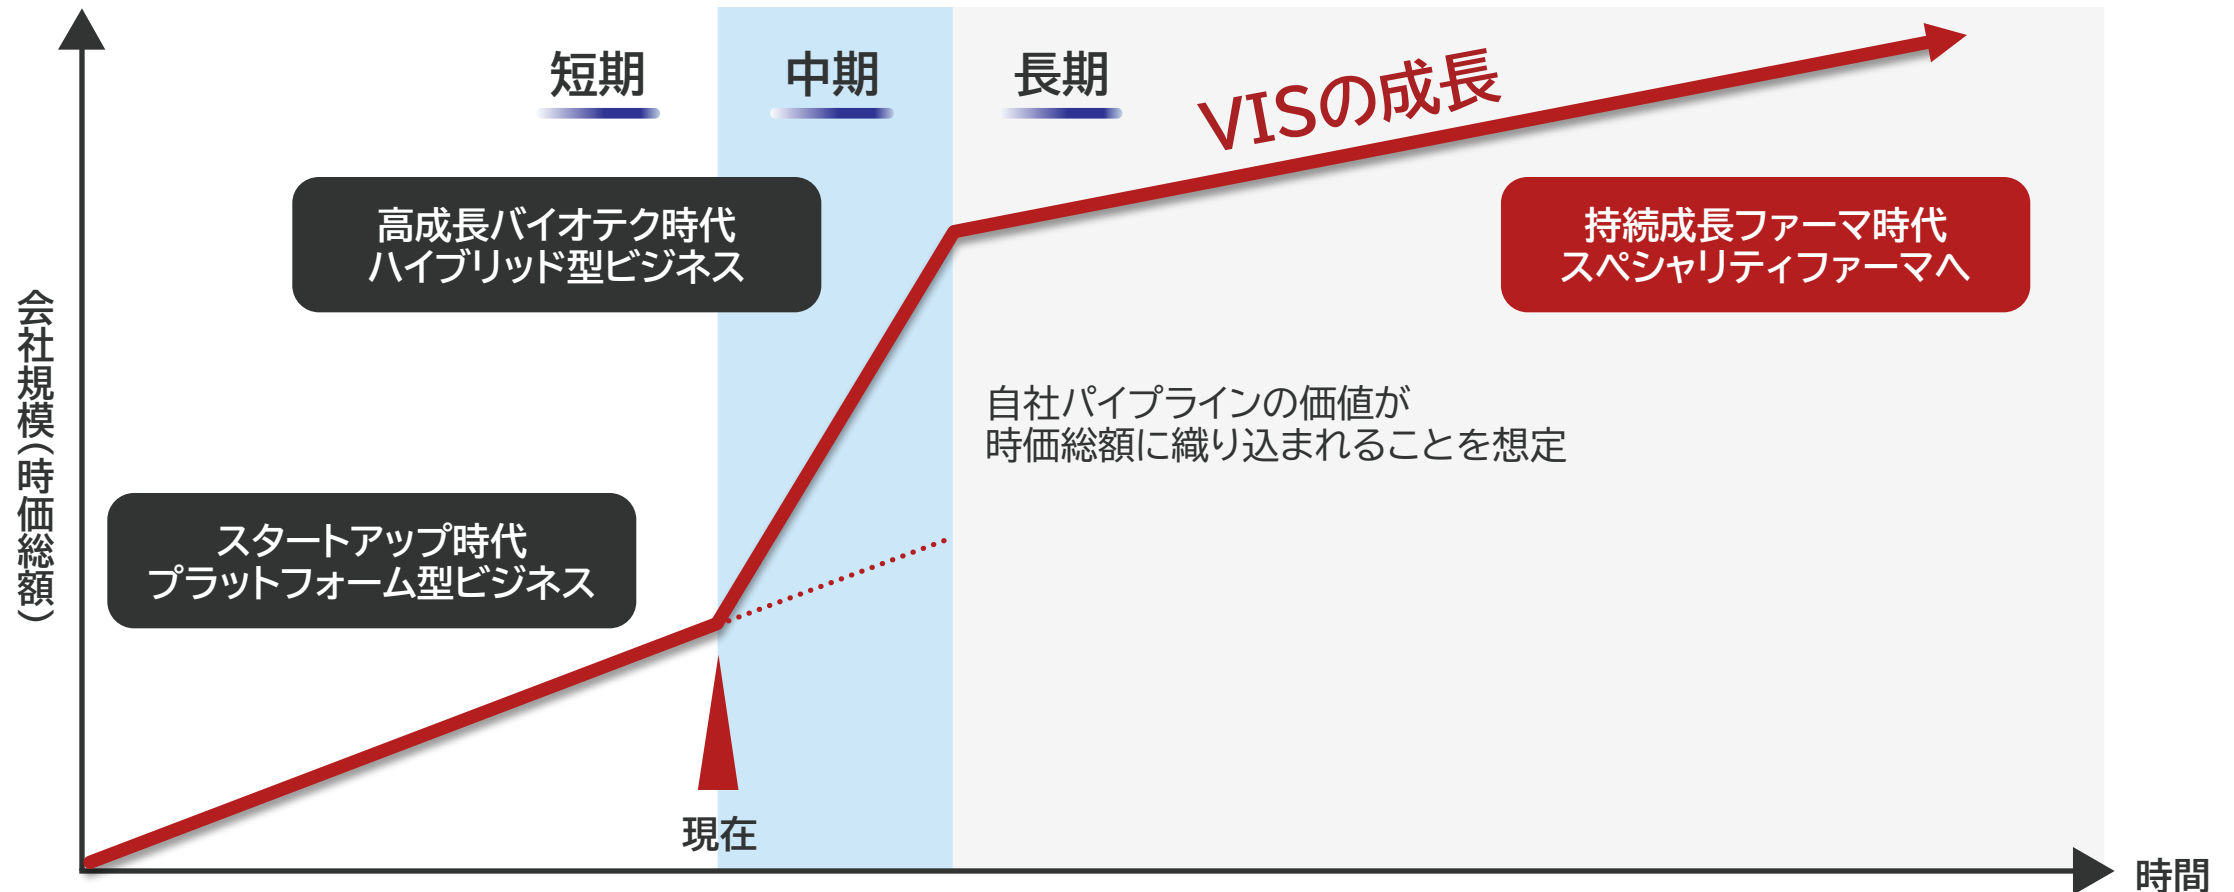 短期
中期
長期
VISの成長
高成長バイオテク時代
ハイブリッド型ビジネス
持続成長ファーマ時代
スペシャリティファーマへ
会社規模(時価総額)
自社パイプラインの価値が
時価総額に織り込まれることを想定
スタートアップ時代
プラットフォーム型ビジネス
現在
時間